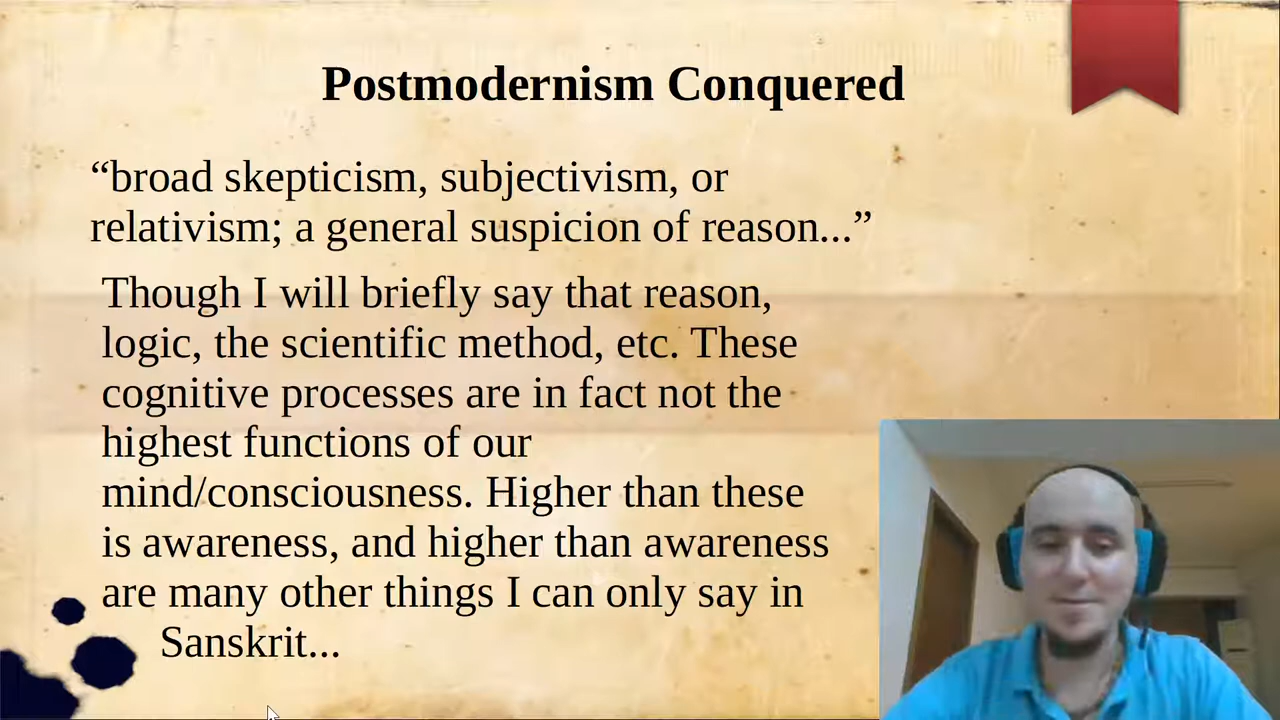 Postmodernism Conquered
“broad skepticism, subjectivism, or
relativism; a general suspicion of reason...”
Though I will briefly say that reason,
logic, the scientific method, etc. These
cognitive processes are in fact not the
highest functions of our
mind/consciousness. Higher than these
is awareness, and higher than awareness
are many other things I can only say in
Sanskrit...